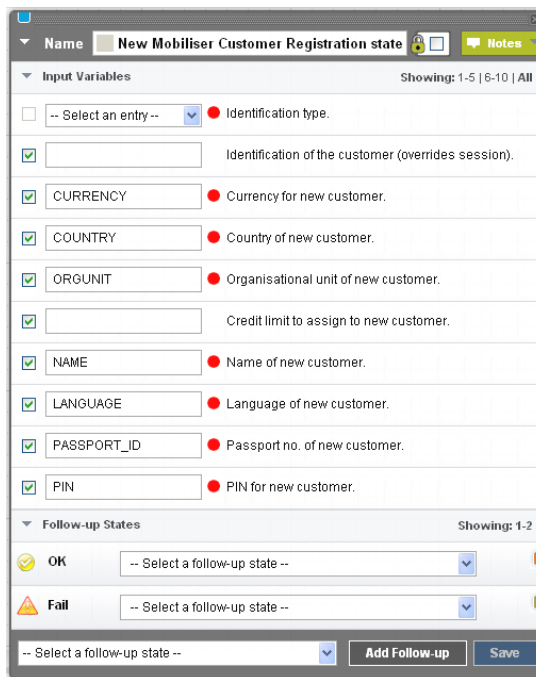 Name New Mobiliser Customer Registration state Notes
Input Variables Showing: 1-5 | 6-10 | All
-- Select an entry -- Identification type.
Identification of the customer (overrides session).
CURRENCY Currency for new customer.
COUNTRY Country of new customer.
ORGUNIT Organisational unit of new customer.
Credit limit to assign to new customer.
NAME Name of new customer.
LANGUAGE Language of new customer.
PASSPORT_ID Passport no. of new customer.
PIN PIN for new customer.
Follow-up States Showing: 1-2
OK -- Select a follow-up state --
Fail -- Select a follow-up state --
-- Select a follow-up state -- Add Follow-up Save